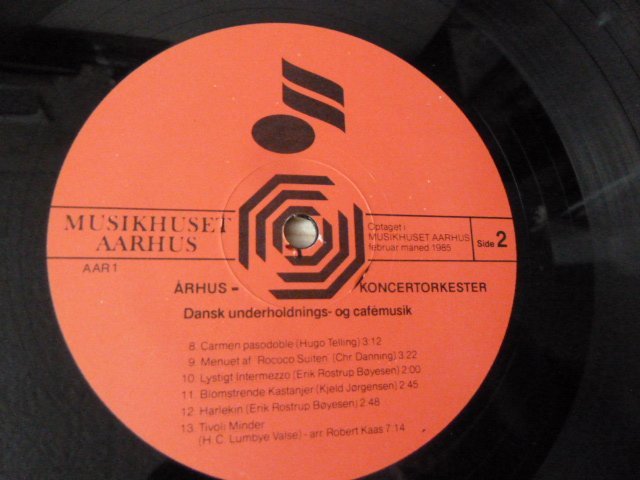 MUSIKHUSET
AARHUS
AAR 1
Optaget i
MUSIKHUSET AARHUS
februar måned 1985
Side 2
ÅRHUS - KONCERTORKESTER
Dansk underholdnings- og cafémusik
8. Carmen pasodoble (Hugo Telling) 3:12
9. Menuet af 'Rococo Suiten' (Chr. Danning) 3.22
10. Lystigt Intermezzo (Erik Rostrup Bøyesen) 2:00
11. Blomstrende Kastanjer (Kjeld Jørgensen) 2:45
12. Harlekin (Erik Rostrup Bøyesen) 2:48
13. Tivoli Minder
(H. C. Lumbye Valse) - arr. Robert Kaas 7:14